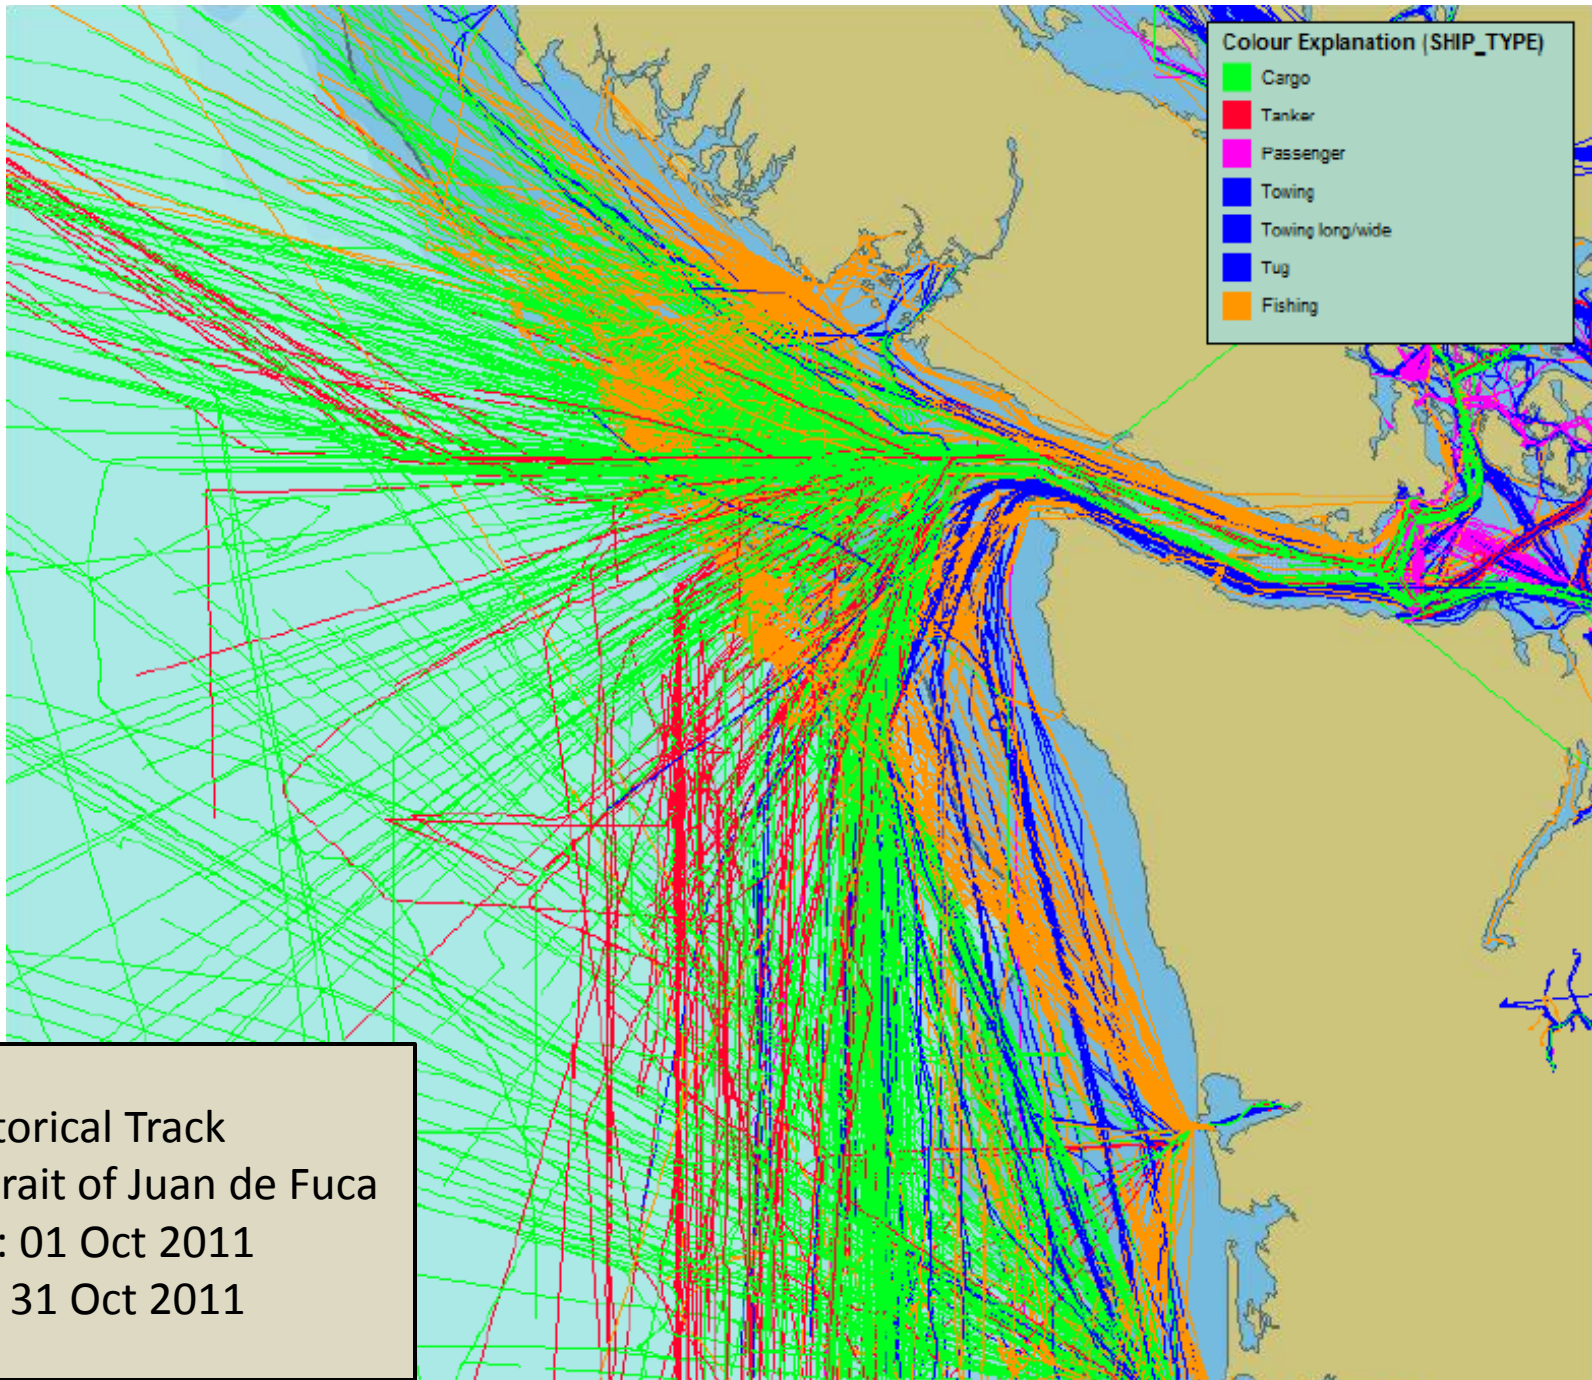 Colour Explanation (SHIP_TYPE)
Cargo
Tanker
Passenger
Towing
Towing long/wide
Tug
Fishing
torical Track
rait of Juan de Fuca
: 01 Oct 2011
31 Oct 2011